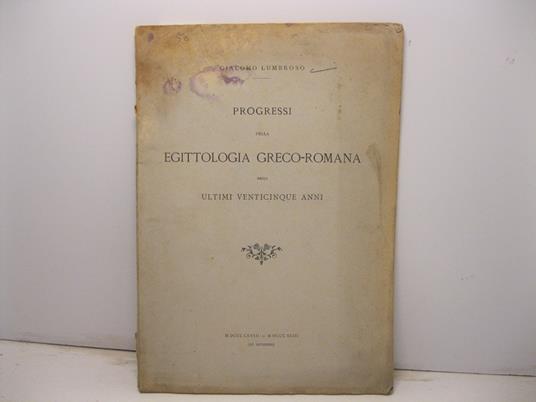 GIACOMO LUMBROSO
PROGRESSI
DELLA
EGITTOLOGIA GRECO-ROMANA
NEGLI
ULTIMI VENTICINQUE ANNI